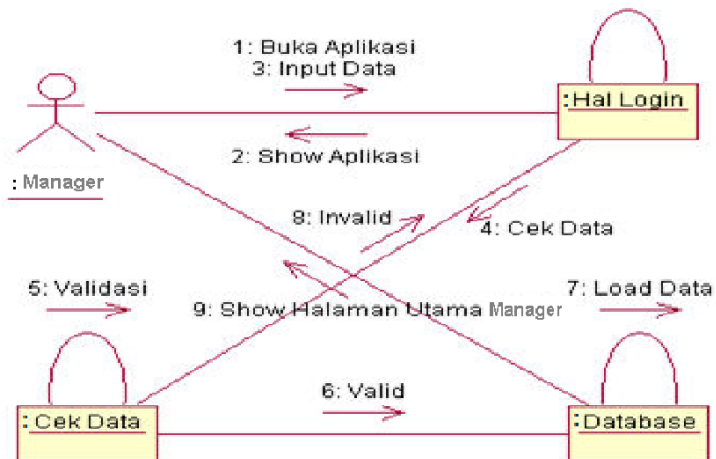 1: Buka Aplikasi
3: Input Data
:Hal Login
2: Show Aplikasi
: Manager
8: Invalid
4: Cek Data
5: Validasi
7: Load Data
9: Show Halaman Utama Manager
6: Valid
:Cek Data
:Database